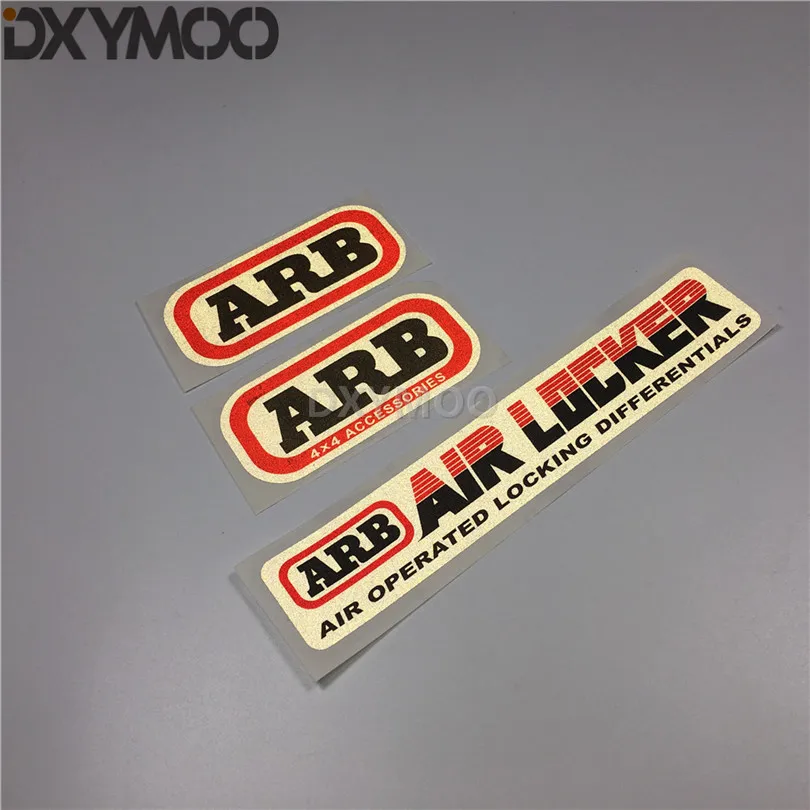 DXYMOO
ARB
ARB
4x4 ACCESSORIES
DXYMOO
ARB AIR LOCKER
AIR OPERATED LOCKING DIFFERENTIALS